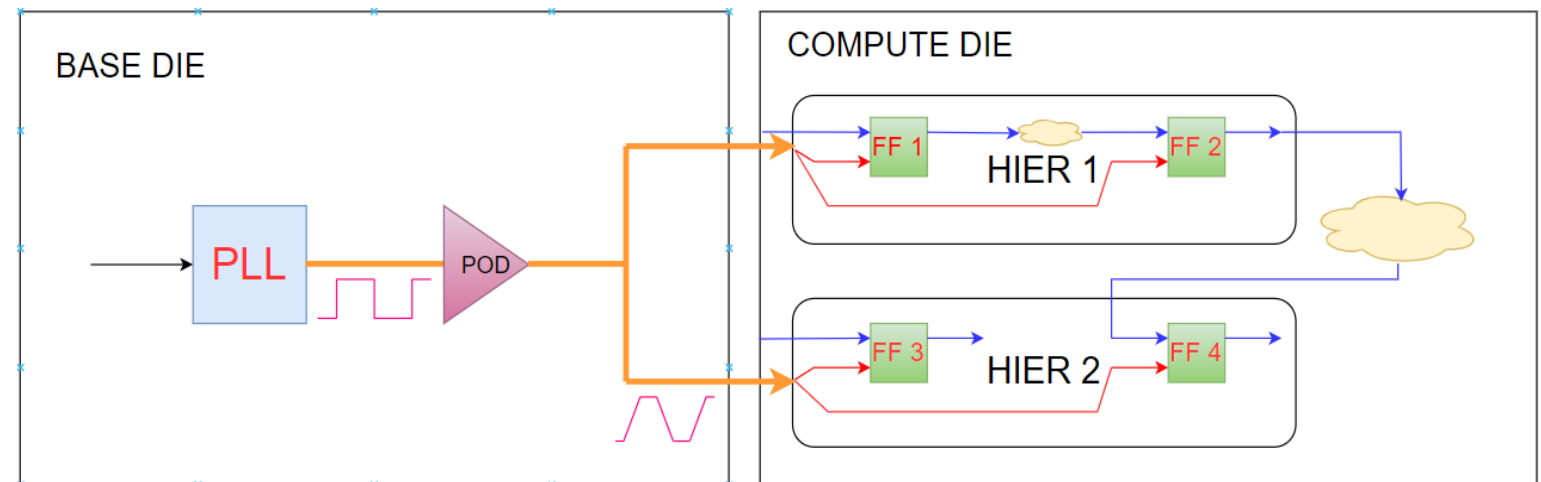 BASE DIE
COMPUTE DIE
PLL
POD
FF 1
HIER 1
FF 2
FF 3
HIER 2
FF 4